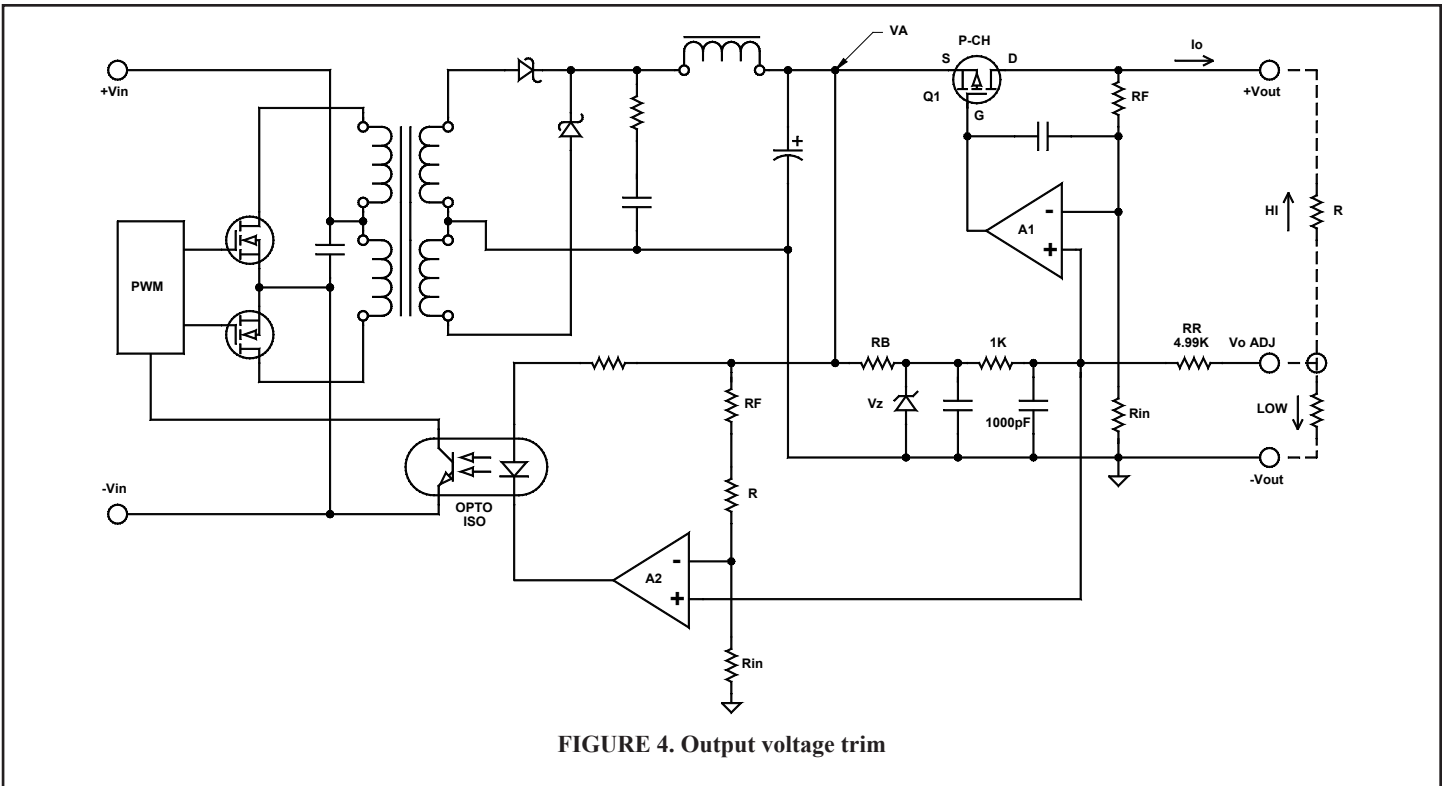 VA
P-CH
Io
+Vin
S
D
Q1
RF
+Vout
G
+
A1
-
+
HI
R
PWM
RB
1K
RR
4.99K
Vo ADJ
RF
Vz
1000pF
Rin
LOW
-Vin
OPTO
ISO
R
-Vout
A2
-
+
Rin
FIGURE 4. Output voltage trim